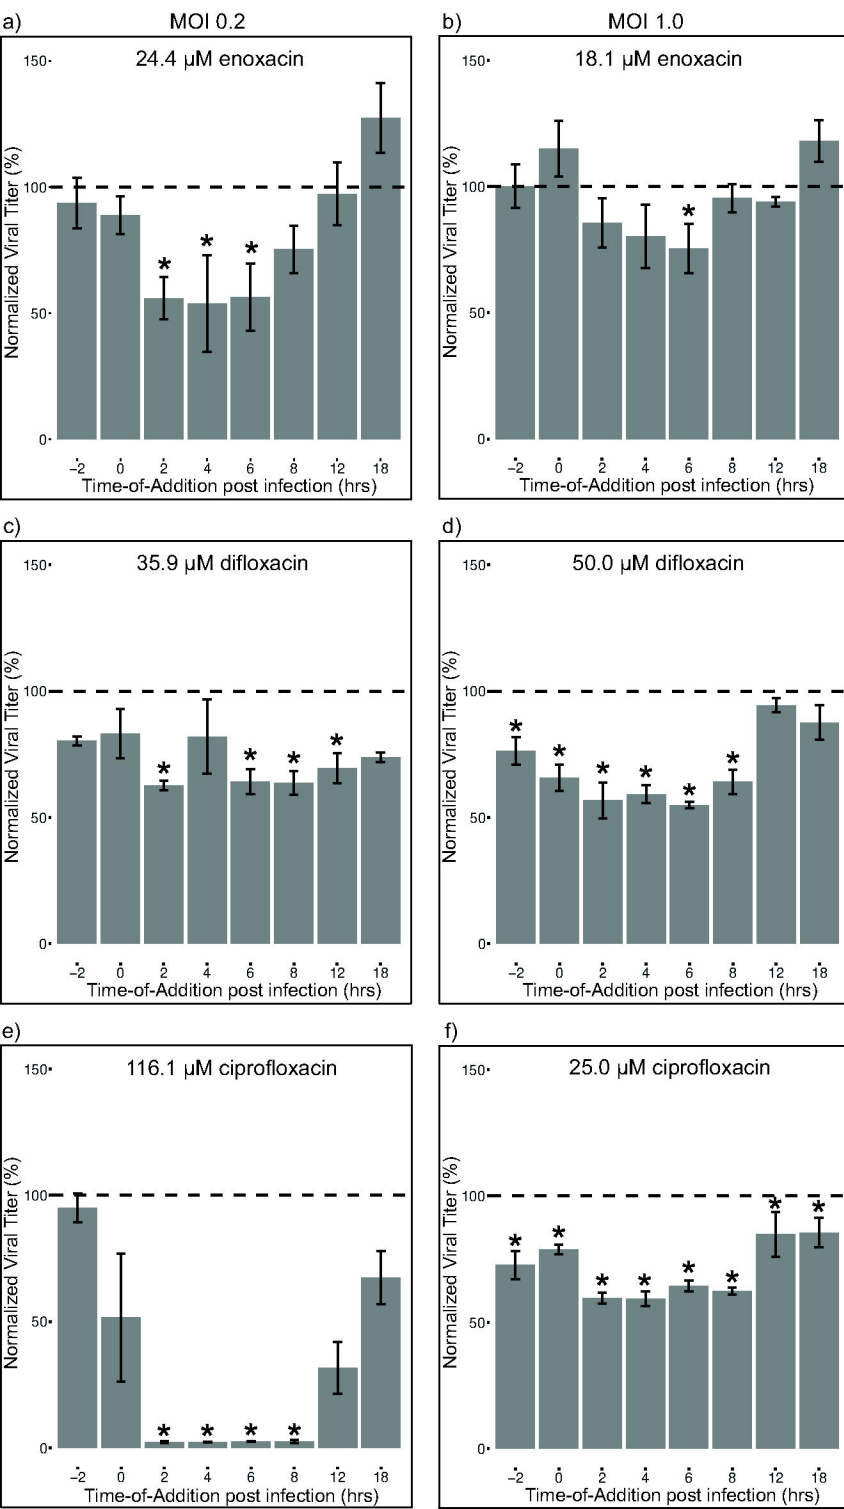 a) MOI 0.2
24.4 µM enoxacin
Normalized Viral Titer (%)
150
100
50
0
* * *
−2 0 2 4 6 8 12 18
Time-of-Addition post infection (hrs)
b) MOI 1.0
18.1 µM enoxacin
Normalized Viral Titer (%)
150
100
50
0
*
−2 0 2 4 6 8 12 18
Time-of-Addition post infection (hrs)
c)
35.9 µM difloxacin
Normalized Viral Titer (%)
150
100
50
0
* * * *
−2 0 2 4 6 8 12 18
Time-of-Addition post infection (hrs)
d)
50.0 µM difloxacin
Normalized Viral Titer (%)
150
100
50
0
* * * * * *
−2 0 2 4 6 8 12 18
Time-of-Addition post infection (hrs)
e)
116.1 µM ciprofloxacin
Normalized Viral Titer (%)
150
100
50
0
* * * *
−2 0 2 4 6 8 12 18
Time-of-Addition post infection (hrs)
f)
25.0 µM ciprofloxacin
Normalized Viral Titer (%)
150
100
50
0
* * * * * * * *
−2 0 2 4 6 8 12 18
Time-of-Addition post infection (hrs)